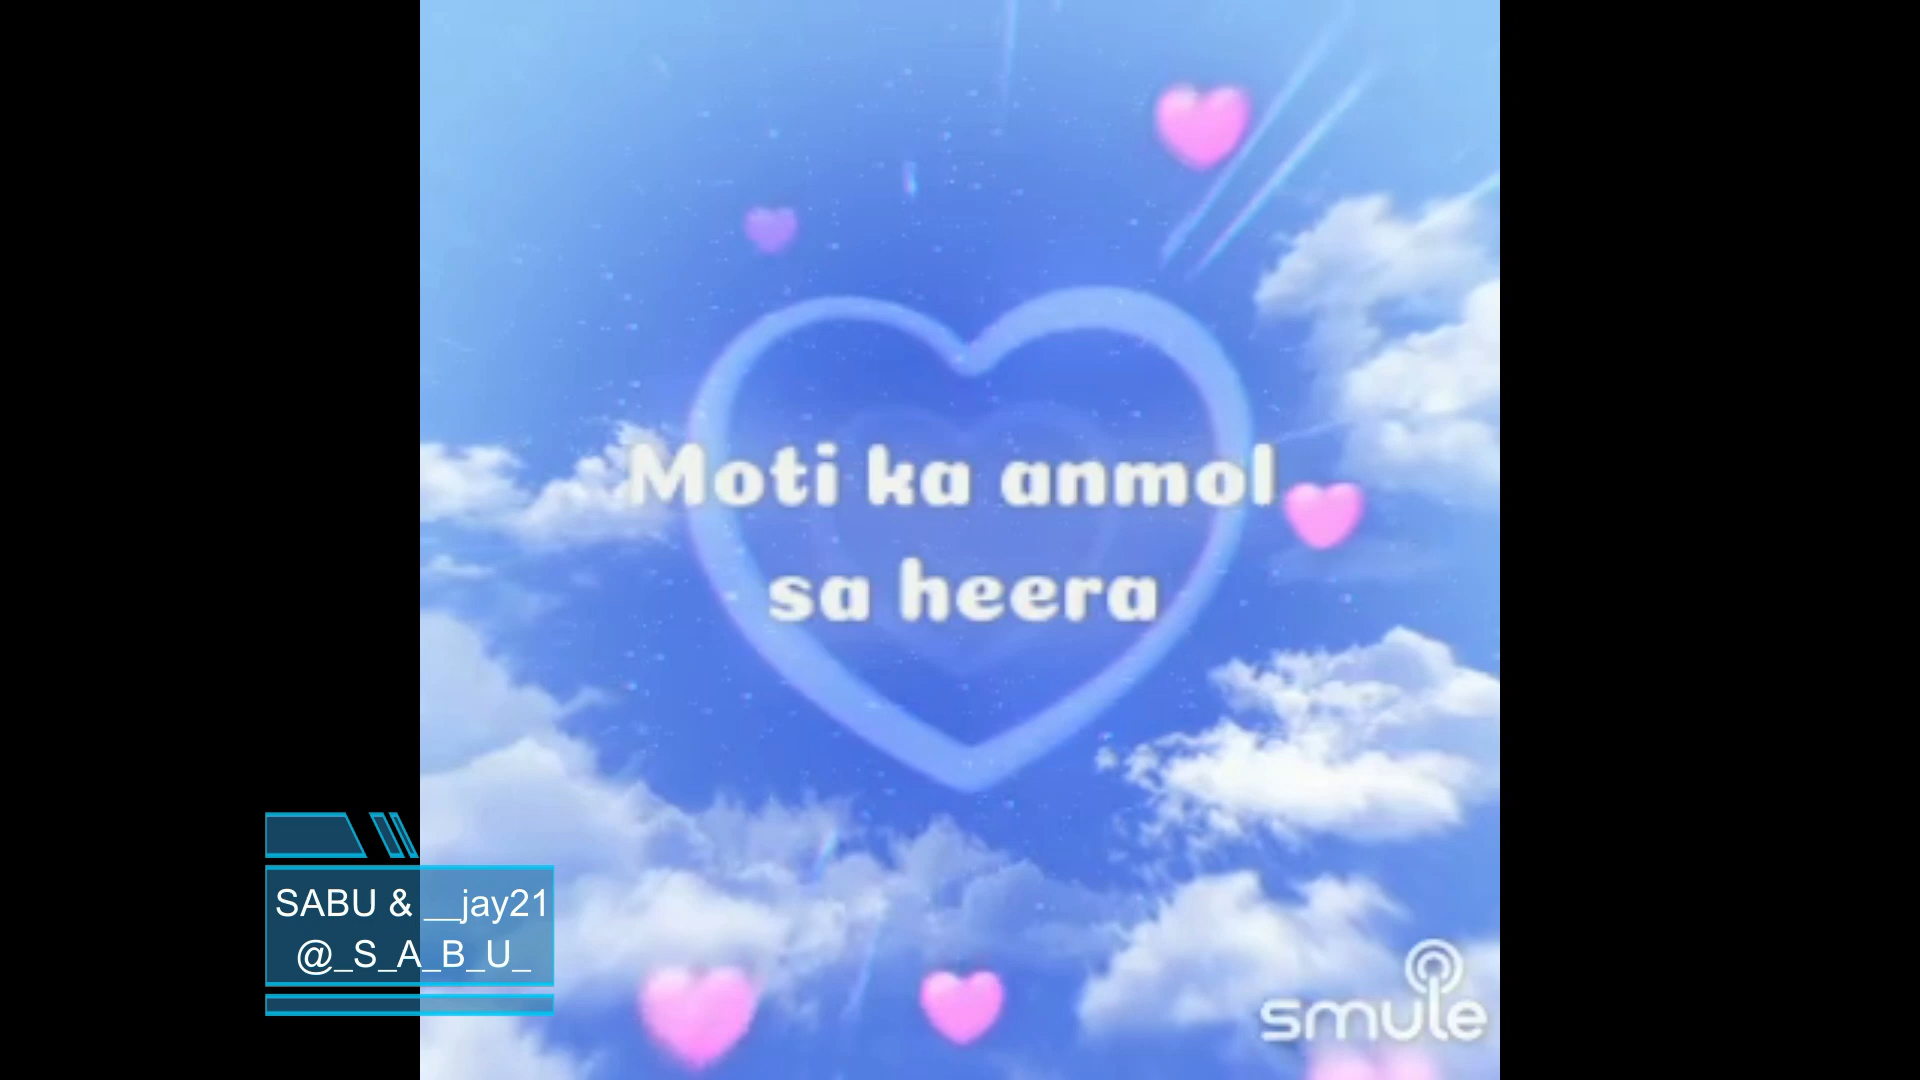 Moti ka anmol
sa heera
SABU & __jay21
@_S_A_B_U_
smule